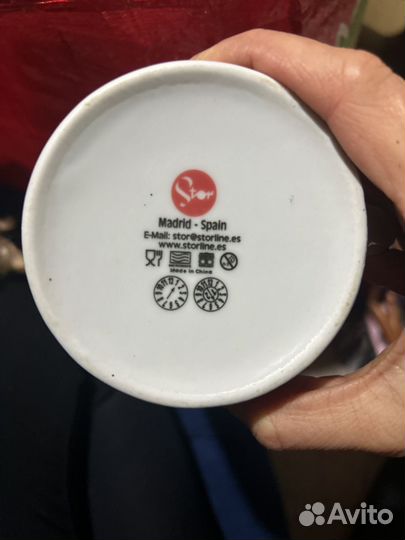 Stor
Madrid - Spain
E-Mail: stor@storline.es
www.storline.es
Made in China
Avito